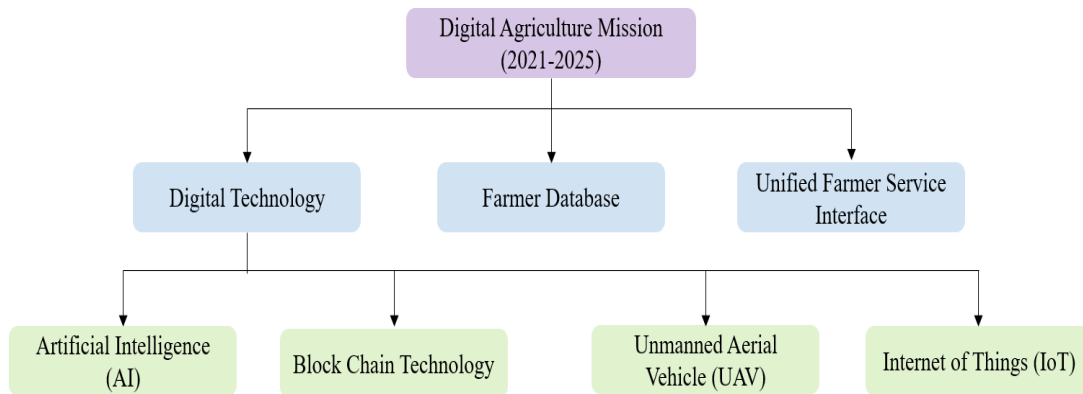 Digital Agriculture Mission
(2021-2025)
Digital Technology
Farmer Database
Unified Farmer Service
Interface
Artificial Intelligence
(AI)
Block Chain Technology
Unmanned Aerial
Vehicle (UAV)
Internet of Things (IoT)